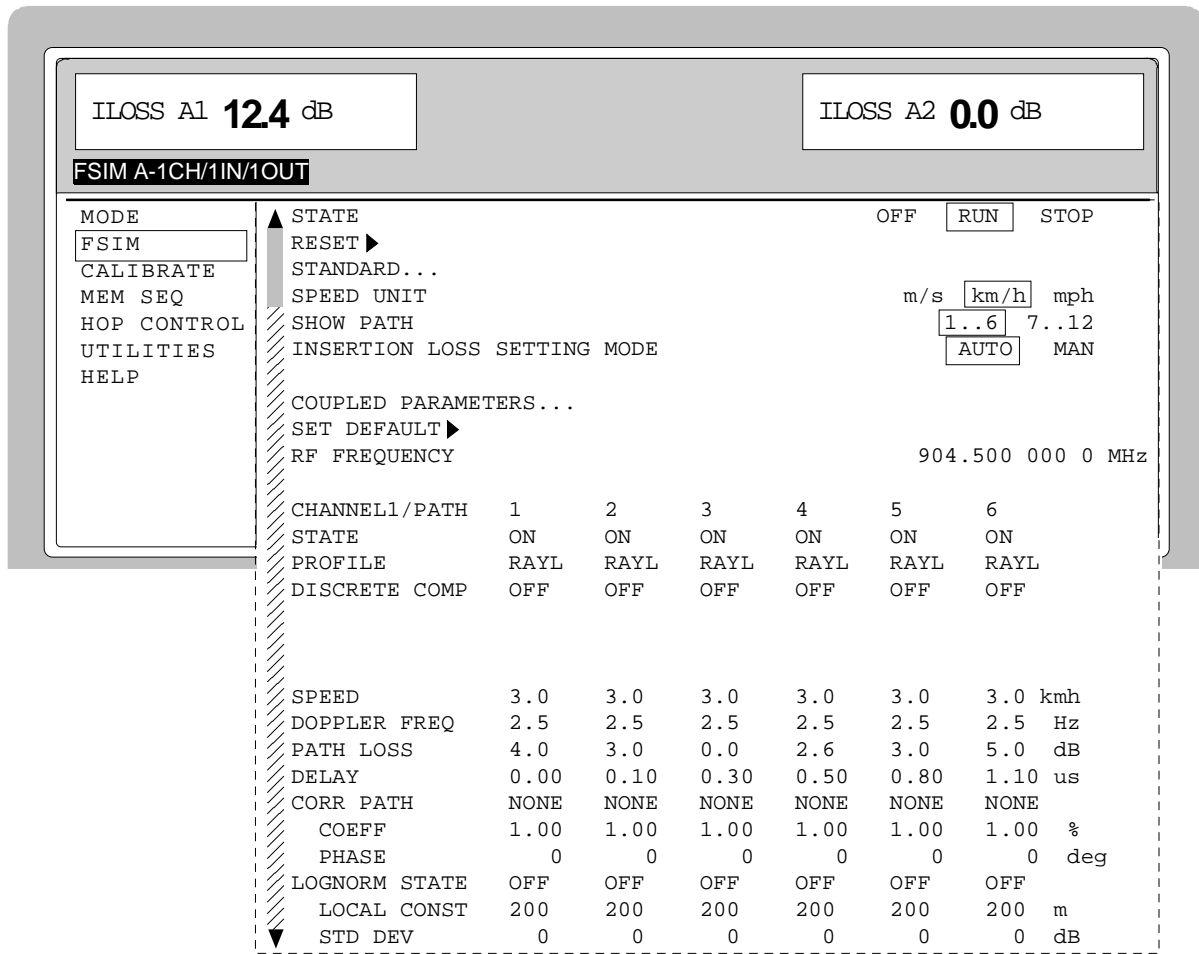 ILOSS A1 12.4 dB ILOSS A2 0.0 dB
FSIM A-1CH/1IN/1OUT
MODE
FSIM
CALIBRATE
MEM SEQ
HOP CONTROL
UTILITIES
HELP
STATE OFF RUN STOP
RESET
STANDARD...
SPEED UNIT m/s km/h mph
SHOW PATH 1..6 7..12
INSERTION LOSS SETTING MODE AUTO MAN
COUPLED PARAMETERS...
SET DEFAULT
RF FREQUENCY 904.500 000 0 MHz
CHANNEL1/PATH 1 2 3 4 5 6
STATE ON ON ON ON ON ON
PROFILE RAYL RAYL RAYL RAYL RAYL RAYL
DISCRETE COMP OFF OFF OFF OFF OFF OFF
SPEED 3.0 3.0 3.0 3.0 3.0 3.0 kmh
DOPPLER FREQ 2.5 2.5 2.5 2.5 2.5 2.5 Hz
PATH LOSS 4.0 3.0 0.0 2.6 3.0 5.0 dB
DELAY 0.00 0.10 0.30 0.50 0.80 1.10 us
CORR PATH NONE NONE NONE NONE NONE NONE
COEFF 1.00 1.00 1.00 1.00 1.00 1.00 %
PHASE 0 0 0 0 0 0 deg
LOGNORM STATE OFF OFF OFF OFF OFF OFF
LOCAL CONST 200 200 200 200 200 200 m
STD DEV 0 0 0 0 0 0 dB